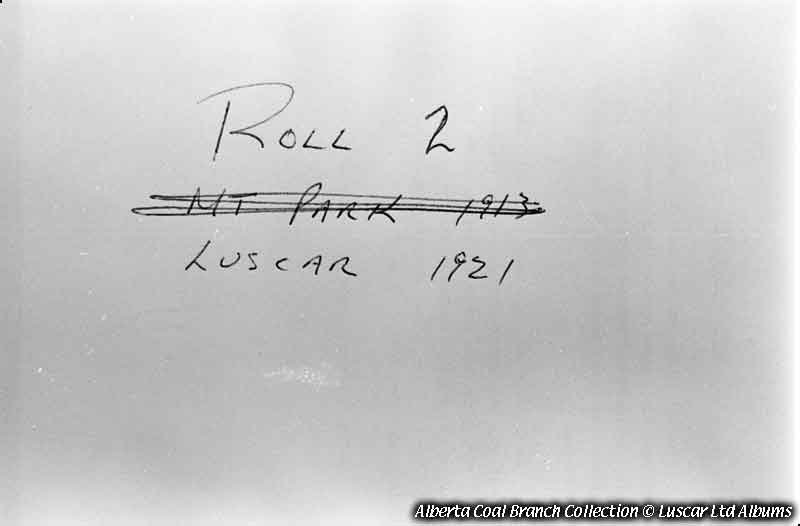 ROLL 2
MT PARK 1913
LUSCAR 1921
Alberta Coal Branch Collection © Luscar Ltd Albums